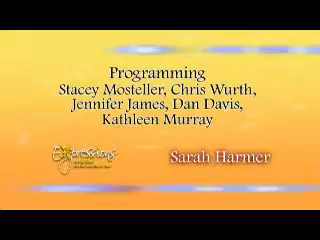 Programming
Stacey Mosteller, Chris Wurth,
Jennifer James, Dan Davis,
Kathleen Murray
Expressions
Sarah Harmer